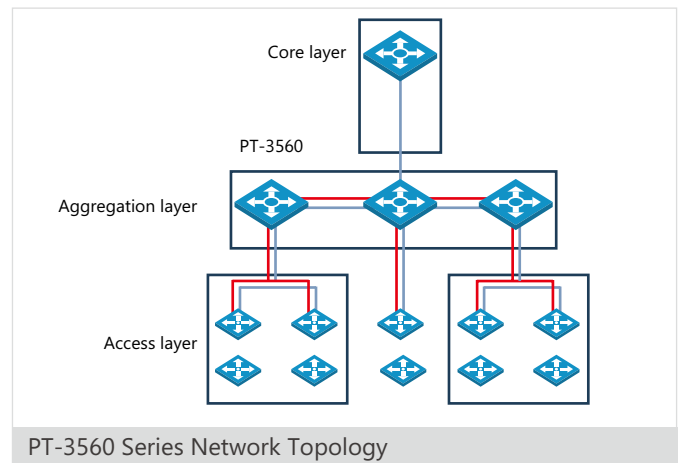 Core layer
PT-3560
Aggregation layer
Access layer
PT-3560 Series Network Topology